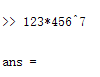 >> 123*456^7
ans =